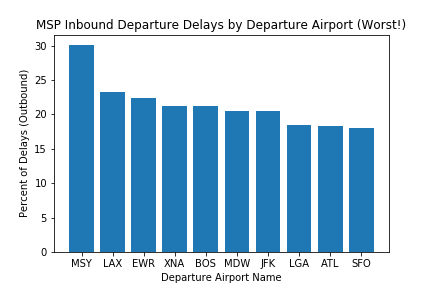 MSP Inbound Departure Delays by Departure Airport (Worst!)
Percent of Delays (Outbound)
30
25
20
15
10
5
0
MSY LAX EWR XNA BOS MDW JFK LGA ATL SFO
Departure Airport Name